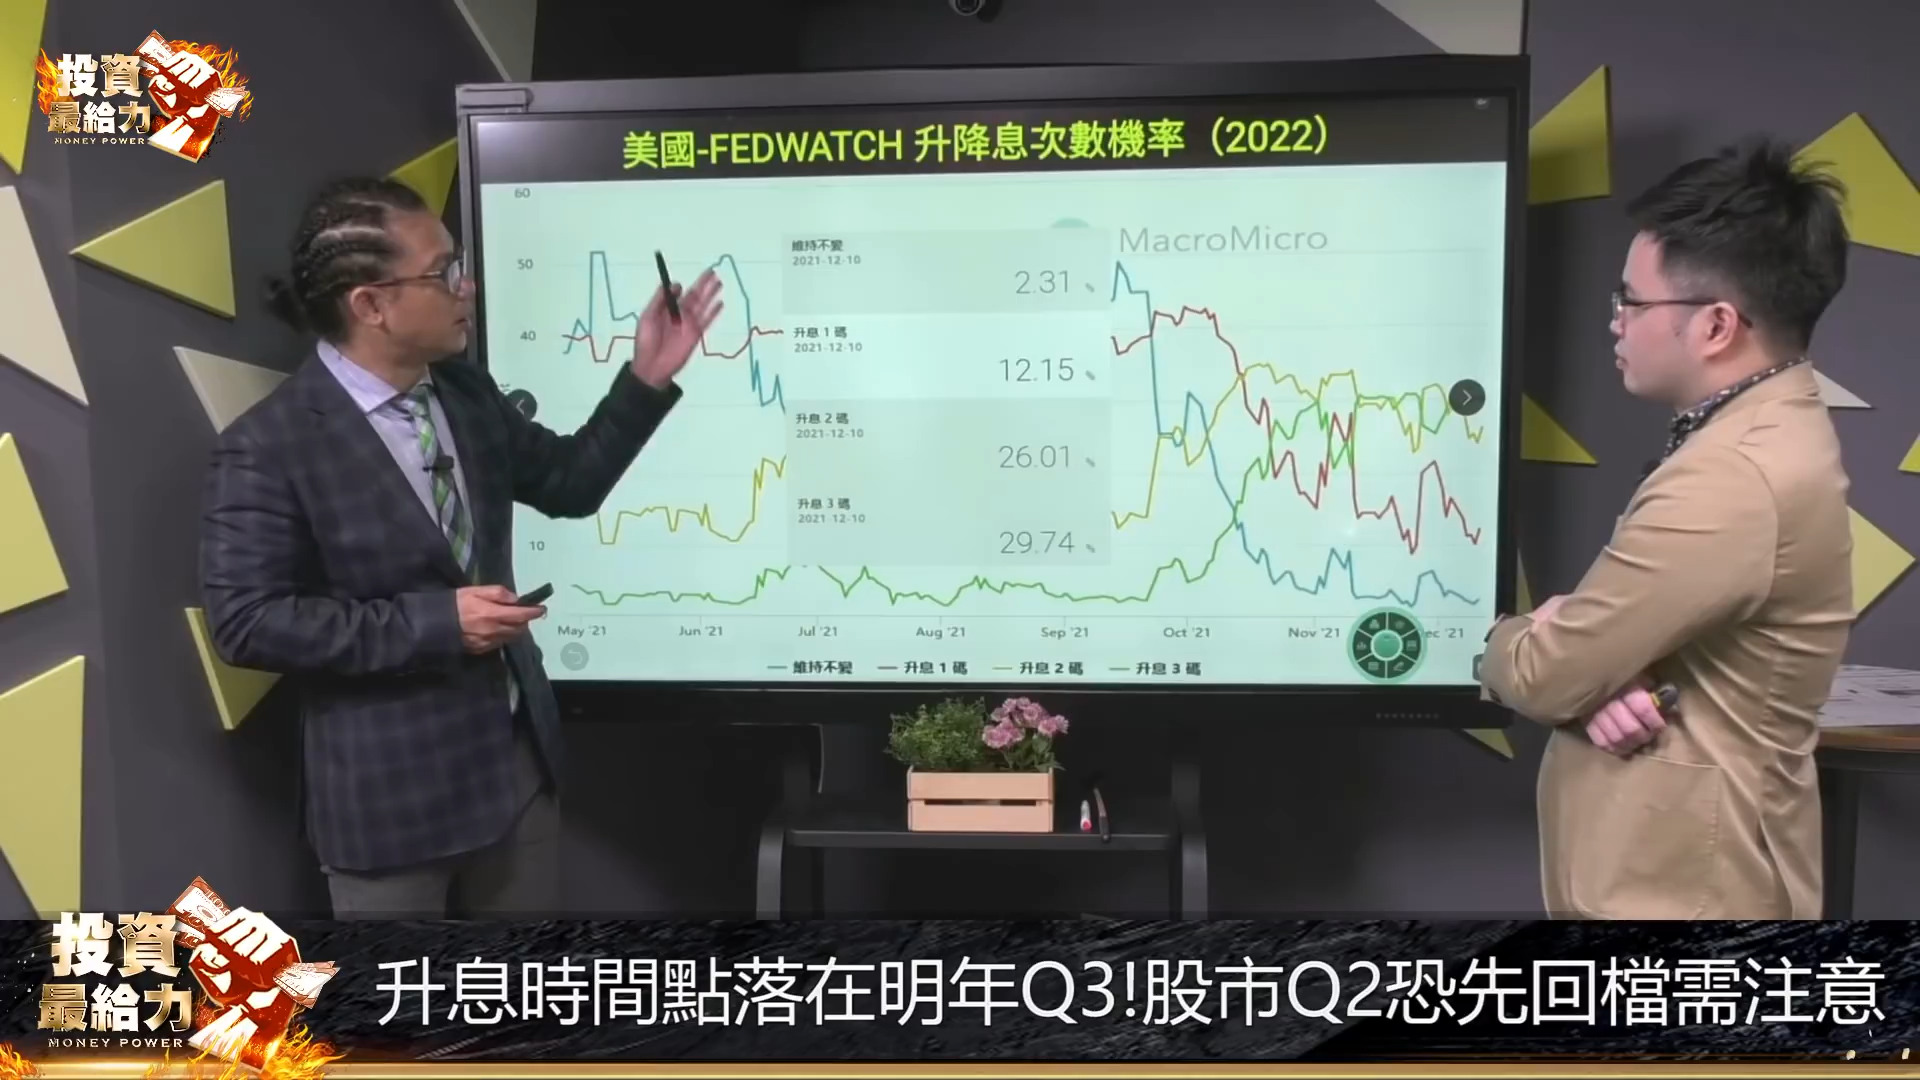 投資
最給力
MONEY POWER
美國-FEDWATCH 升降息次數機率（2022）
60
50
40
10
MacroMicro
維持不變
2021-12-10
2.31 %
升息 1 碼
2021-12-10
12.15 %
升息 2 碼
2021-12-10
26.01 %
升息 3 碼
2021-12-10
29.74 %
May '21 Jun '21 Jul '21 Aug '21 Sep '21 Oct '21 Nov '21 ec '21
維持不變 升息 1 碼 升息 2 碼 升息 3 碼
投資
最給力
MONEY POWER
升息時間點落在明年Q3!股市Q2恐先回檔需注意